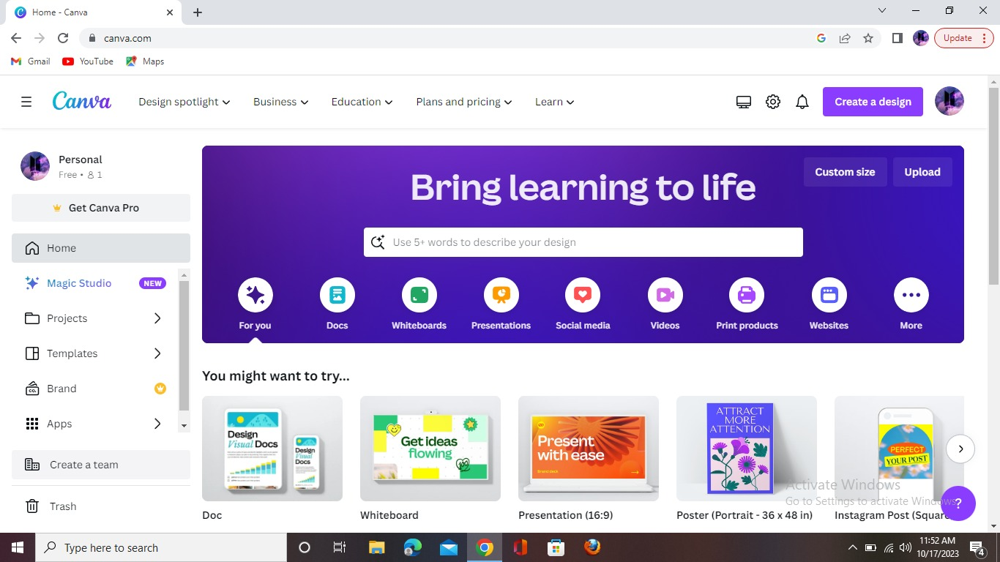 Home - Canva
canva.com
Update
Gmail YouTube Maps
Canva Design spotlight Business Education Plans and pricing Learn Create a design
Personal
Free • 1
Get Canva Pro
Home
Magic Studio NEW
Projects
Templates
Brand
CO.
Apps
Create a team
Trash
Custom size Upload
Bring learning to life
Use 5+ words to describe your design
For you Docs Whiteboards Presentations Social media Videos Print products Websites More
You might want to try...
Design
Visual Docs
Design
Visual
Docs
Get ideas
flowing
Present
with ease
ATTRACT
MORE
ATTENTION
PERFECT
YOUR POST
Doc Whiteboard Presentation (16:9) Poster (Portrait - 36 x 48 in) Instagram Post (Square
Activate Windows
Go to Settings to activate Windows.
?
Type here to search
11:52 AM
10/17/2023
4